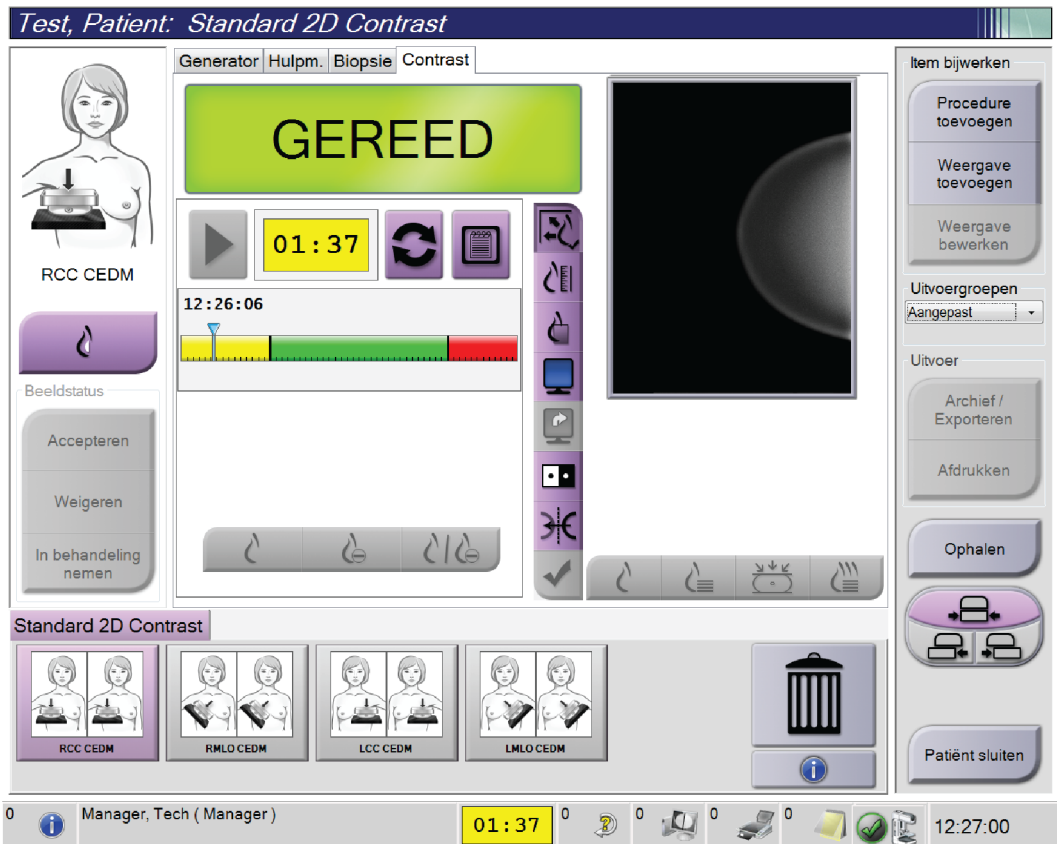 Test, Patient: Standard 2D Contrast
Generator Hulpm. Biopsie Contrast
RCC CEDM
Beeldstatus
Accepteren
Weigeren
In behandeling
nemen
GEREED
01:37
12:26:06
Item bijwerken
Procedure
toevoegen
Weergave
toevoegen
Weergave
bewerken
Uitvoergroepen
Aangepast
Uitvoer
Archief /
Exporteren
Afdrukken
Ophalen
Patiënt sluiten
Standard 2D Contrast
RCC CEDM RMLO CEDM LCC CEDM LMLO CEDM
0 Manager, Tech ( Manager ) 01:37 0 0 0 0 12:27:00